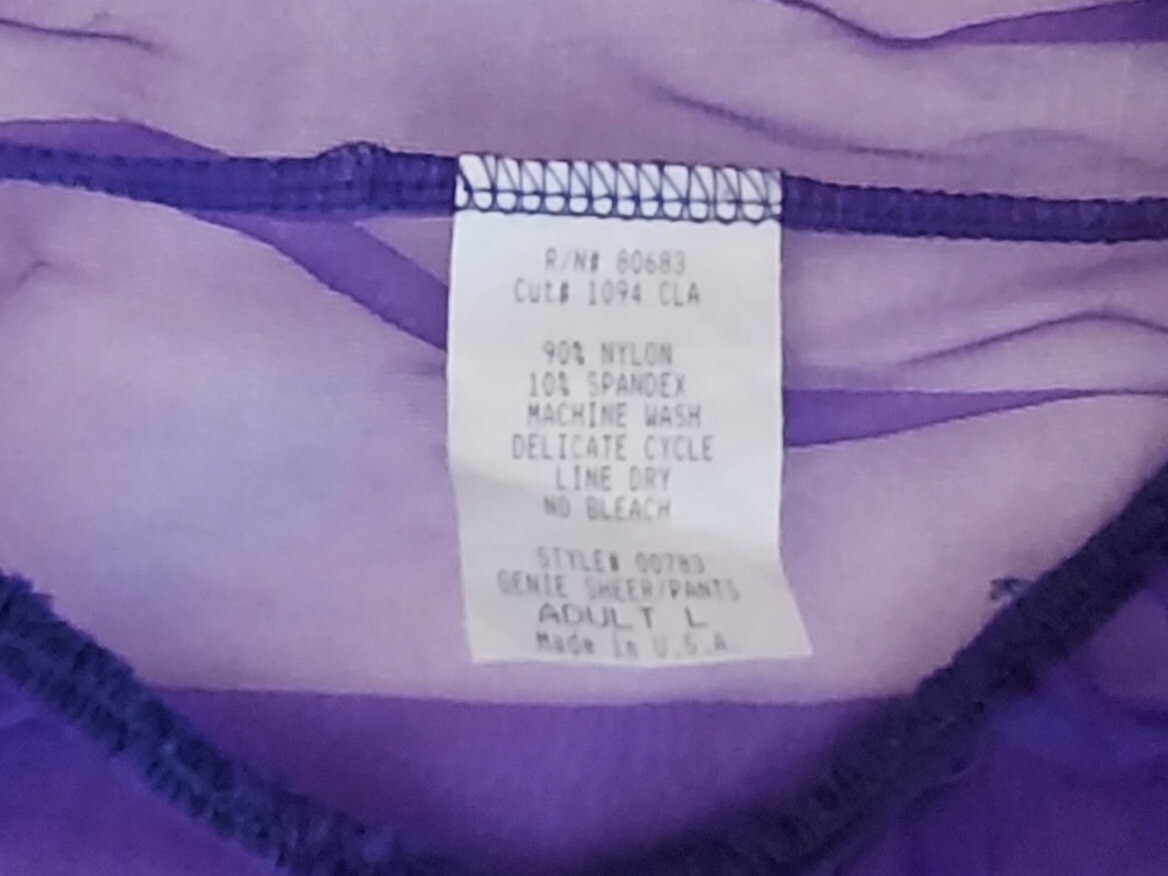 R/N# 80683
Cut# 1094 CLA
90% NYLON
10% SPANDEX
MACHINE WASH
DELICATE CYCLE
LINE DRY
NO BLEACH
STYLE# 00783
GENIE SHEER/PANTS
ADULT L
Made In U.S.A.